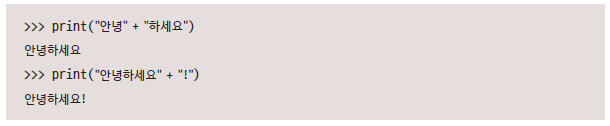 >>> print("안녕" + "하세요")
안녕하세요
>>> print("안녕하세요" + "!")
안녕하세요!